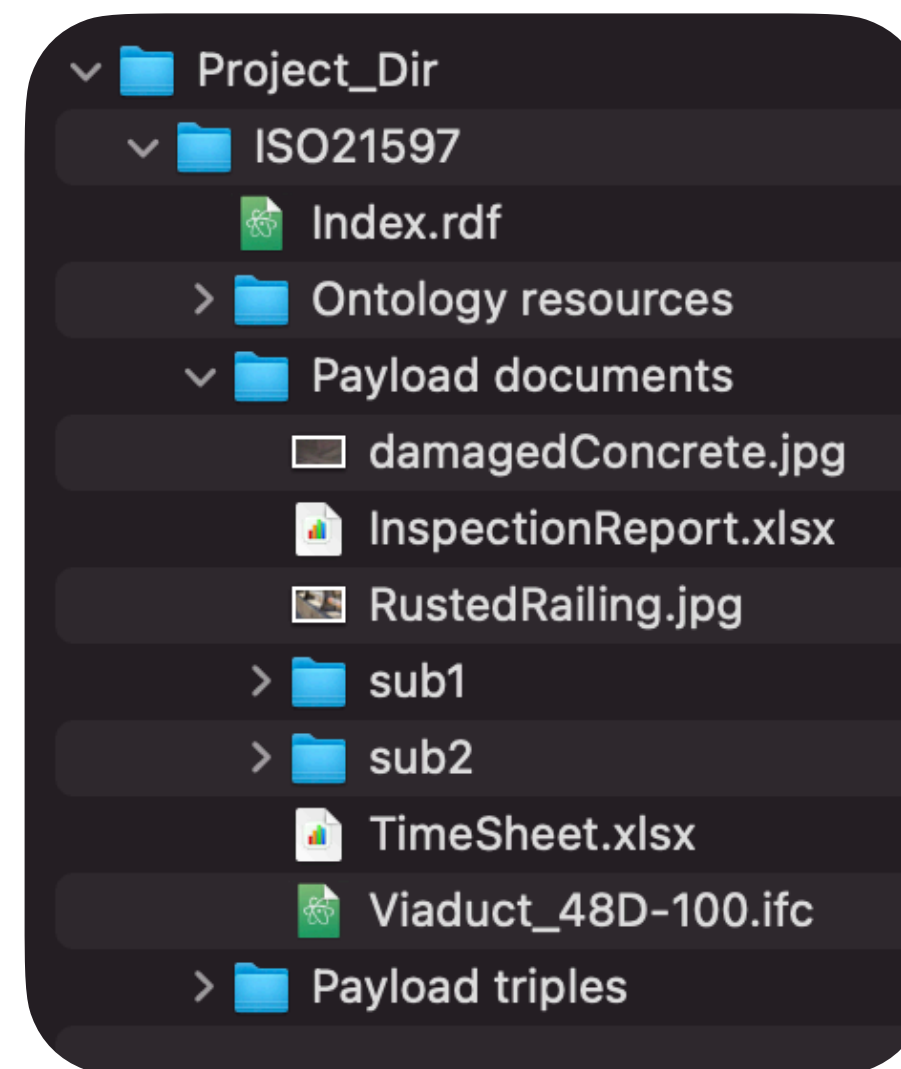 Project_Dir
ISO21597
Index.rdf
Ontology resources
Payload documents
damagedConcrete.jpg
InspectionReport.xlsx
RustedRailing.jpg
sub1
sub2
TimeSheet.xlsx
Viaduct_48D-100.ifc
Payload triples